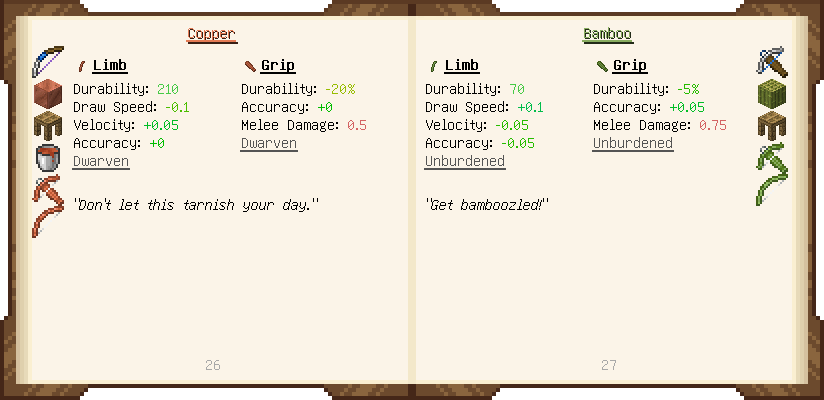 Copper
Limb
Durability: 210
Draw Speed: -0.1
Velocity: +0.05
Accuracy: +0
Dwarven
Grip
Durability: -20%
Accuracy: +0
Melee Damage: 0.5
Dwarven
"Don't let this tarnish your day."
26
Bamboo
Limb
Durability: 70
Draw Speed: +0.1
Velocity: -0.05
Accuracy: -0.05
Unburdened
Grip
Durability: -5%
Accuracy: +0.05
Melee Damage: 0.75
Unburdened
"Get bamboozled!"
27